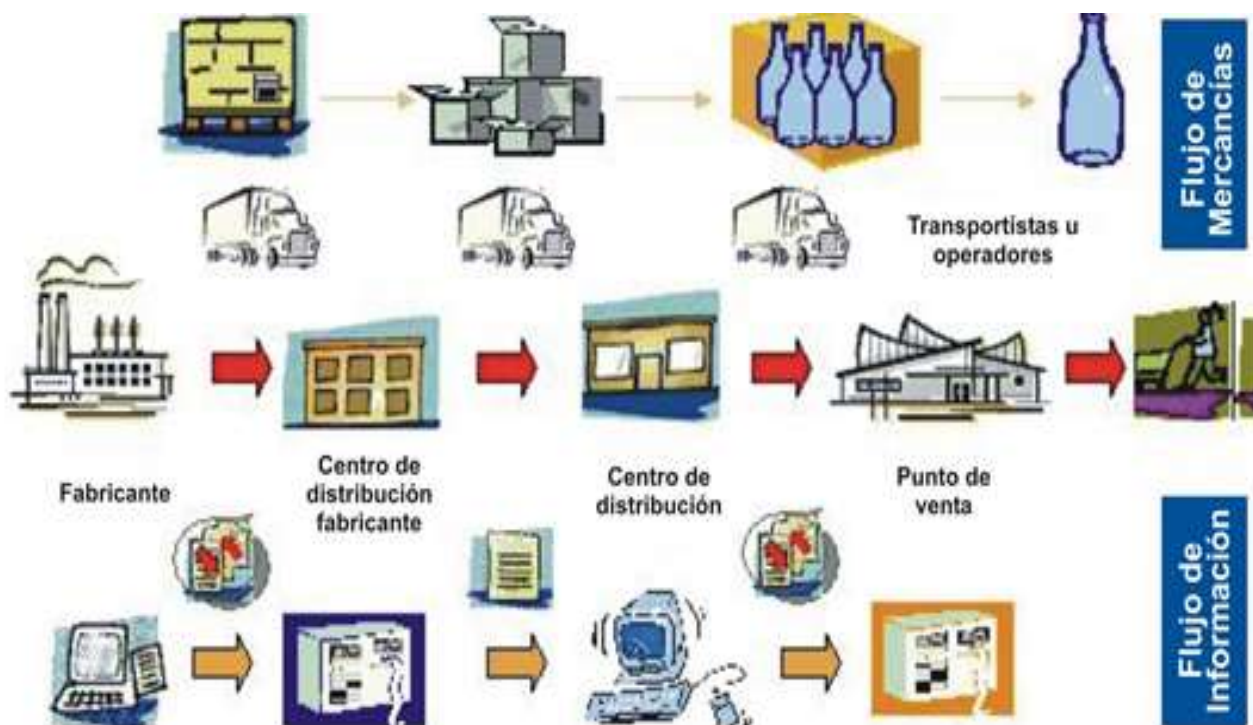 Flujo de
Mercancías
Transportistas u
operadores
Fabricante
Centro de
distribución
fabricante
Centro de
distribución
Punto de
venta
Flujo de
Información